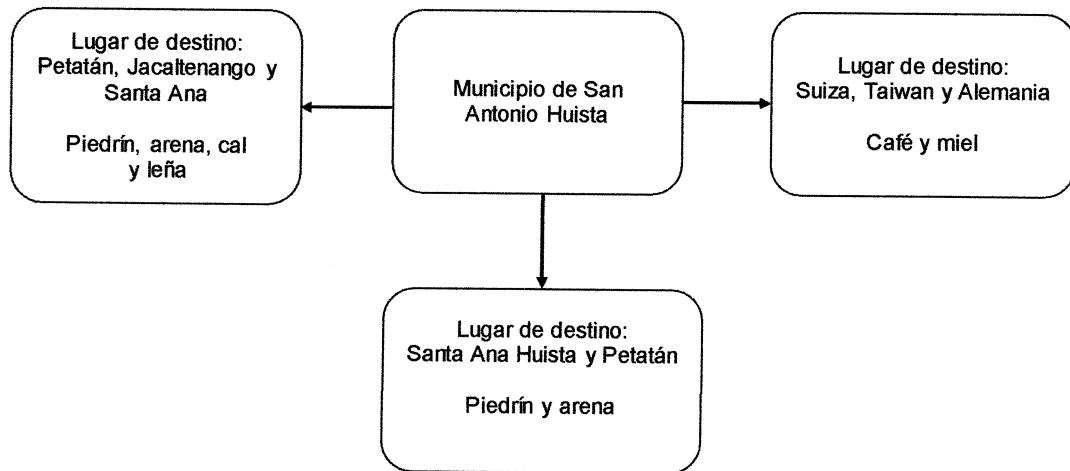 Lugar de destino:
Petatán, Jacaltenango y
Santa Ana
Piedrín, arena, cal
y leña
Municipio de San
Antonio Huista
Lugar de destino:
Suiza, Taiwan y Alemania
Café y miel
Lugar de destino:
Santa Ana Huista y Petatán
Piedrín y arena